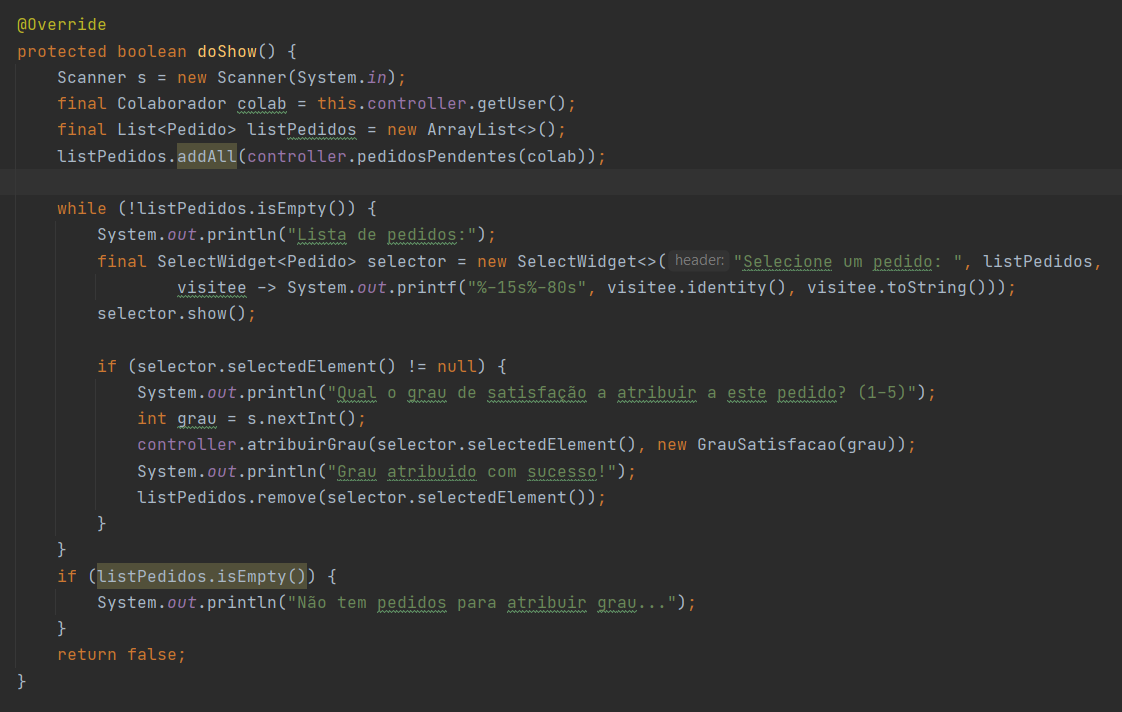 @Override
protected boolean doShow() {
    Scanner s = new Scanner(System.in);
    final Colaborador colab = this.controller.getUser();
    final List<Pedido> listPedidos = new ArrayList<>();
    listPedidos.addAll(controller.pedidosPendentes(colab));

    while (!listPedidos.isEmpty()) {
        System.out.println("Lista de pedidos:");
        final SelectWidget<Pedido> selector = new SelectWidget<>( header: "Selecione um pedido: ", listPedidos,
                visitee -> System.out.printf("%-15s%-80s", visitee.identity(), visitee.toString()));
        selector.show();

        if (selector.selectedElement() != null) {
            System.out.println("Qual o grau de satisfação a atribuir a este pedido? (1-5)");
            int grau = s.nextInt();
            controller.atribuirGrau(selector.selectedElement(), new GrauSatisfacao(grau));
            System.out.println("Grau atribuido com sucesso!");
            listPedidos.remove(selector.selectedElement());
        }
    }
    if (listPedidos.isEmpty()) {
        System.out.println("Não tem pedidos para atribuir grau...");
    }
    return false;
}